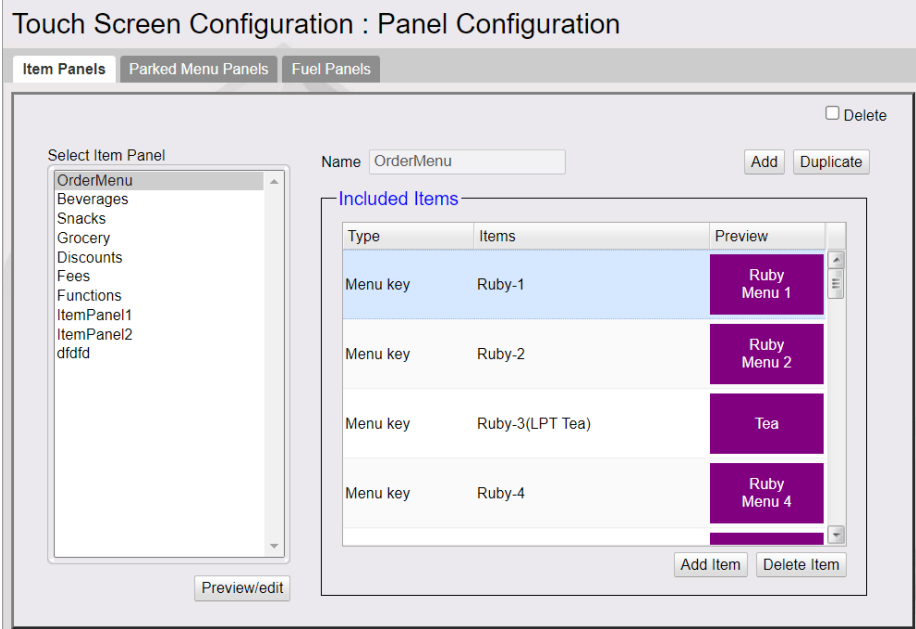 Touch Screen Configuration : Panel Configuration
Item Panels Parked Menu Panels Fuel Panels
Delete
Select Item Panel
OrderMenu
Beverages
Snacks
Grocery
Discounts
Fees
Functions
ItemPanel1
ItemPanel2
dfdfd
Preview/edit
Name OrderMenu Add Duplicate
Included Items
Type Items Preview
Menu key Ruby-1 Ruby
Menu 1
Menu key Ruby-2 Ruby
Menu 2
Menu key Ruby-3(LPT Tea) Tea
Menu key Ruby-4 Ruby
Menu 4
Add Item Delete Item